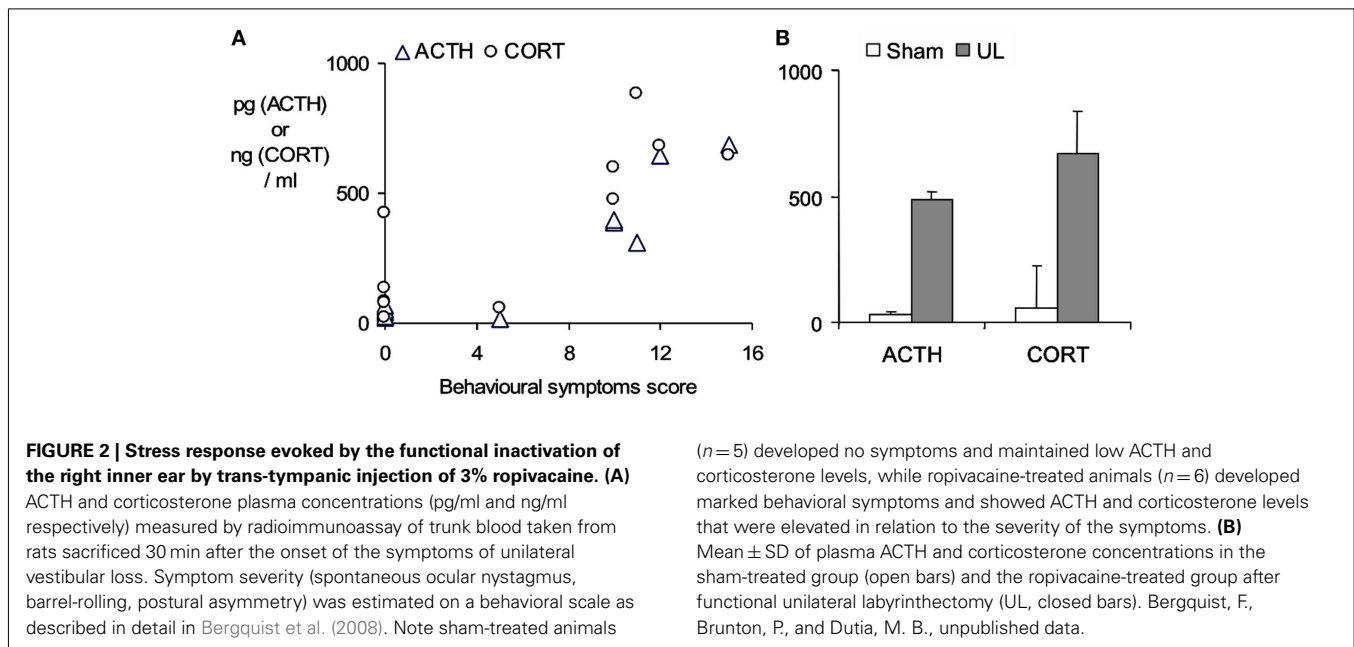 A
△ ACTH ○ CORT
1000
pg (ACTH)
or
ng (CORT)
/ ml
500
0
0 4 8 12 16
Behavioural symptoms score
B
Sham UL
1000
500
0
ACTH CORT
FIGURE 2 | Stress response evoked by the functional inactivation of
the right inner ear by trans-tympanic injection of 3% ropivacaine. (A)
ACTH and corticosterone plasma concentrations (pg/ml and ng/ml
respectively) measured by radioimmunoassay of trunk blood taken from
rats sacrificed 30 min after the onset of the symptoms of unilateral
vestibular loss. Symptom severity (spontaneous ocular nystagmus,
barrel-rolling, postural asymmetry) was estimated on a behavioral scale as
described in detail in Bergquist et al. (2008). Note sham-treated animals
(n = 5) developed no symptoms and maintained low ACTH and
corticosterone levels, while ropivacaine-treated animals (n = 6) developed
marked behavioral symptoms and showed ACTH and corticosterone levels
that were elevated in relation to the severity of the symptoms. (B)
Mean ± SD of plasma ACTH and corticosterone concentrations in the
sham-treated group (open bars) and the ropivacaine-treated group after
functional unilateral labyrinthectomy (UL, closed bars). Bergquist, F.,
Brunton, P., and Dutia, M. B., unpublished data.